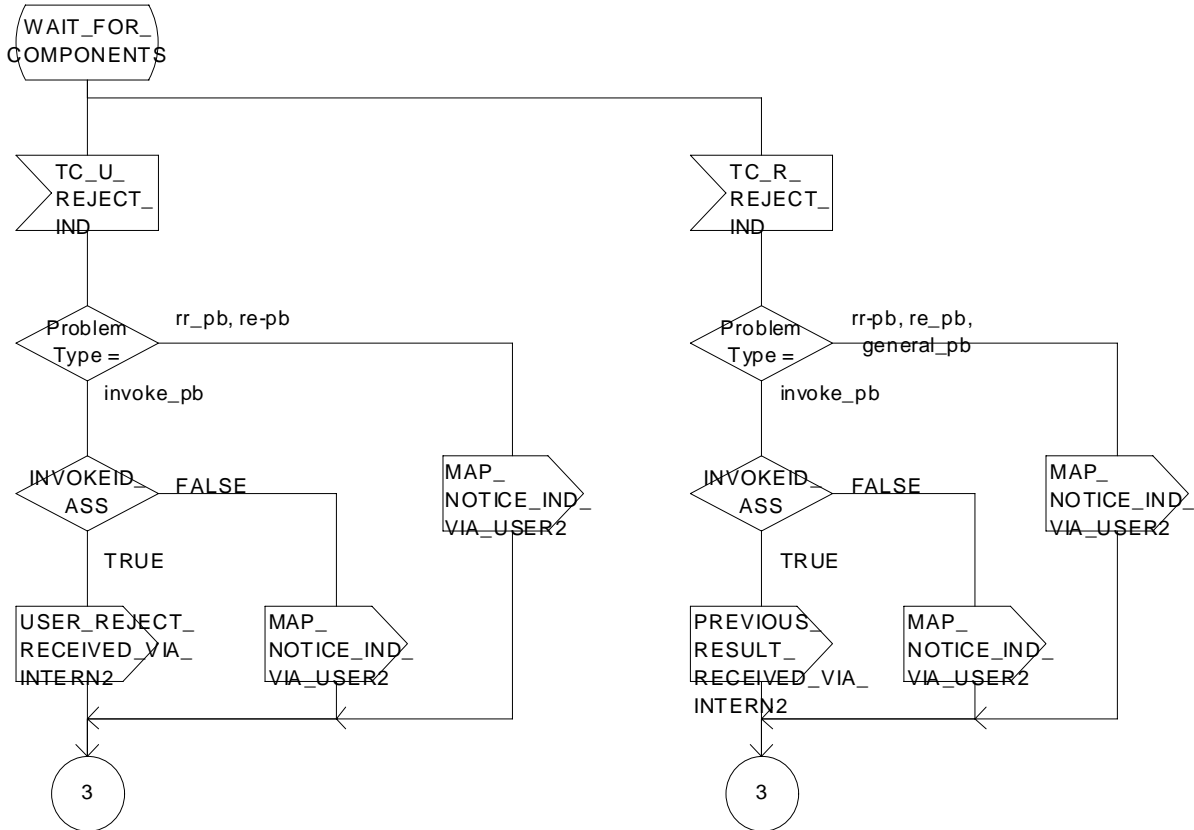 WAIT_FOR_
COMPONENTS
TC_U_
REJECT_
IND
TC_R_
REJECT_
IND
Problem
Type =
rr_pb, re-pb
invoke_pb
Problem
Type =
rr-pb, re_pb,
general_pb
invoke_pb
INVOKEID_
ASS
FALSE
TRUE
MAP_
NOTICE_IND_
VIA_USER2
INVOKEID_
ASS
FALSE
TRUE
MAP_
NOTICE_IND_
VIA_USER2
USER_REJECT_
RECEIVED_VIA_
INTERN2
MAP_
NOTICE_IND_
VIA_USER2
PREVIOUS_
RESULT_
RECEIVED_VIA_
INTERN2
MAP_
NOTICE_IND_
VIA_USER2
3
3